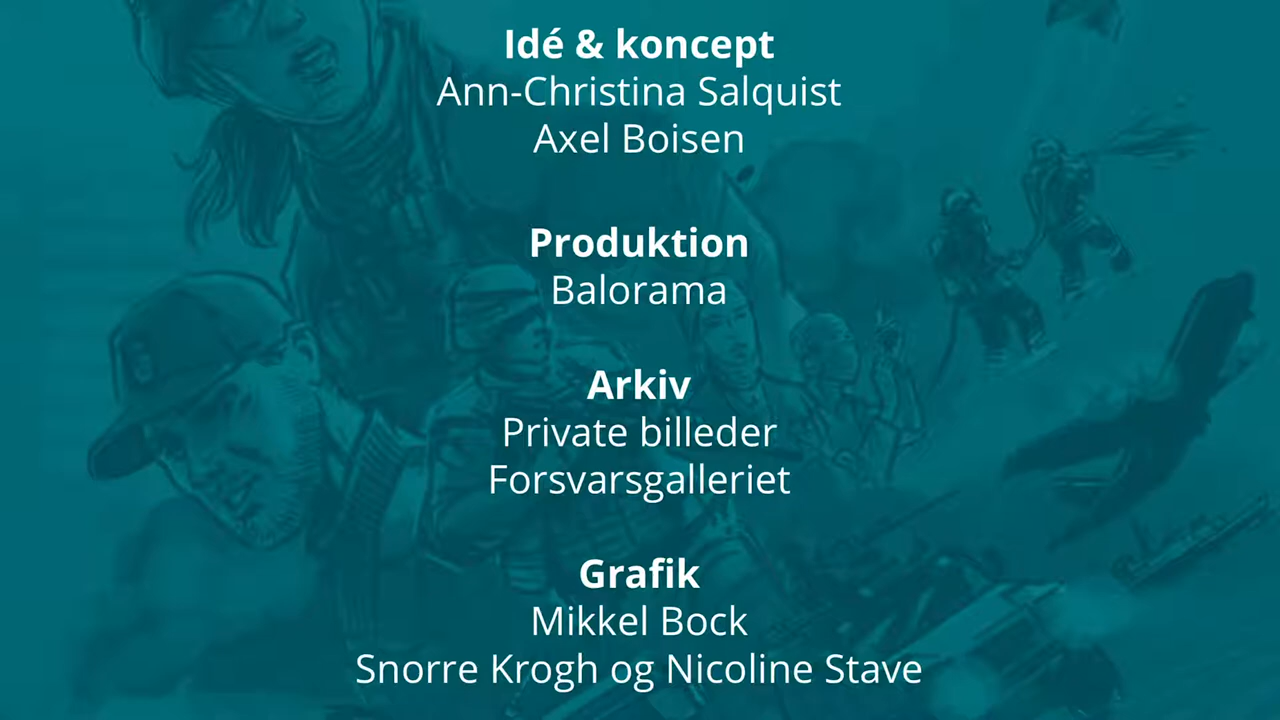 Idé & koncept
Ann-Christina Salquist
Axel Boisen
Produktion
Balorama
Arkiv
Private billeder
Forsvarsgalleriet
Grafik
Mikkel Bock
Snorre Krogh og Nicoline Stave